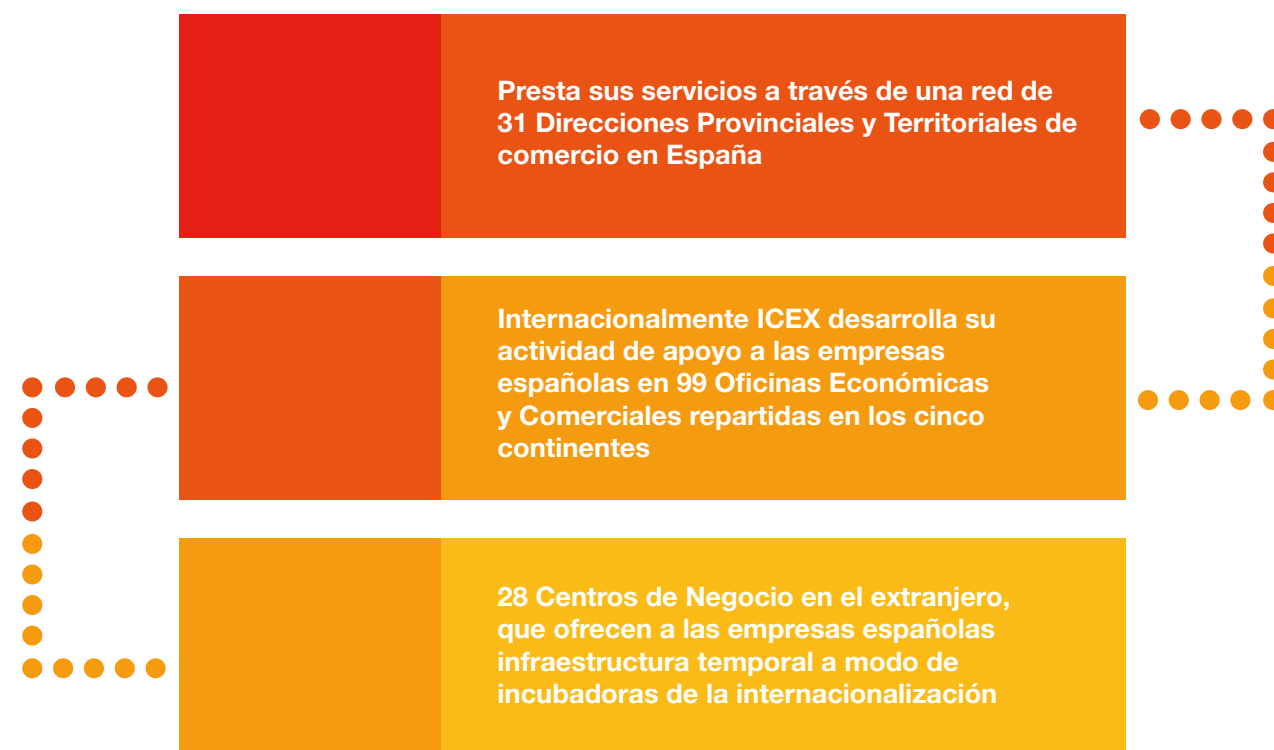 Presta sus servicios a través de una red de
31 Direcciones Provinciales y Territoriales de
comercio en España
Internacionalmente ICEX desarrolla su
actividad de apoyo a las empresas
españolas en 99 Oficinas Económicas
y Comerciales repartidas en los cinco
continentes
28 Centros de Negocio en el extranjero,
que ofrecen a las empresas españolas
infraestructura temporal a modo de
incubadoras de la internacionalización